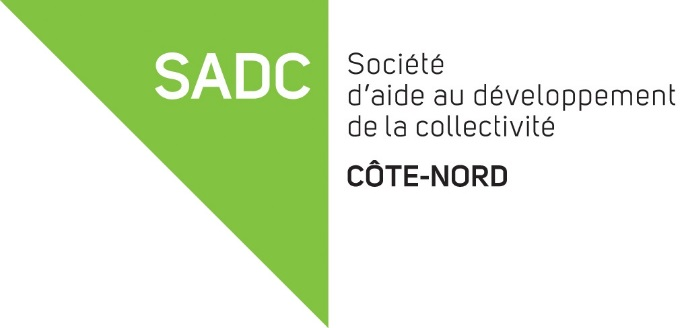 SADC
Société
d'aide au développement
de la collectivité
CÔTE-NORD